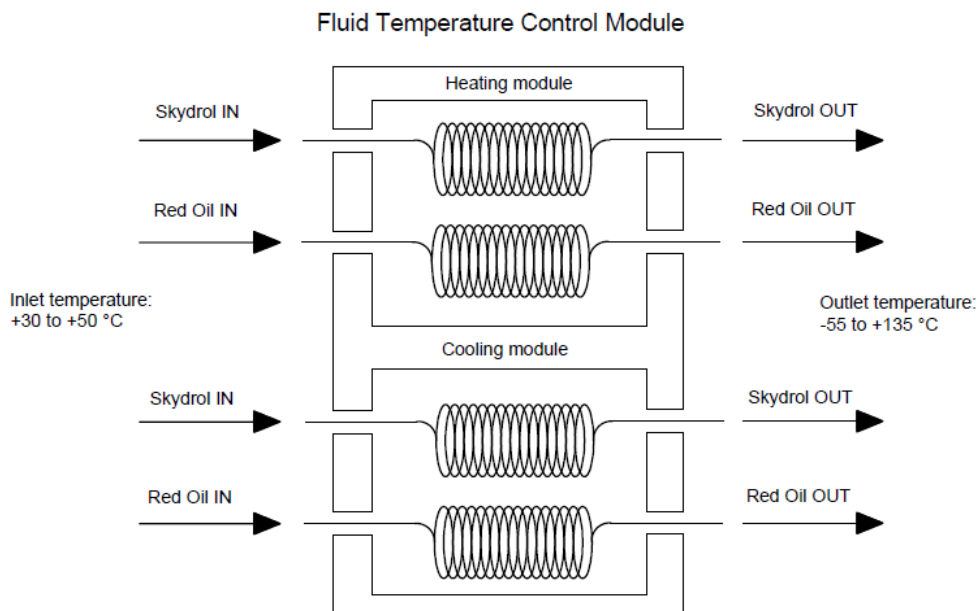 Fluid Temperature Control Module
Heating module
Skydrol IN
Skydrol OUT
Red Oil IN
Red Oil OUT
Inlet temperature:
+30 to +50 °C
Outlet temperature:
-55 to +135 °C
Cooling module
Skydrol IN
Skydrol OUT
Red Oil IN
Red Oil OUT